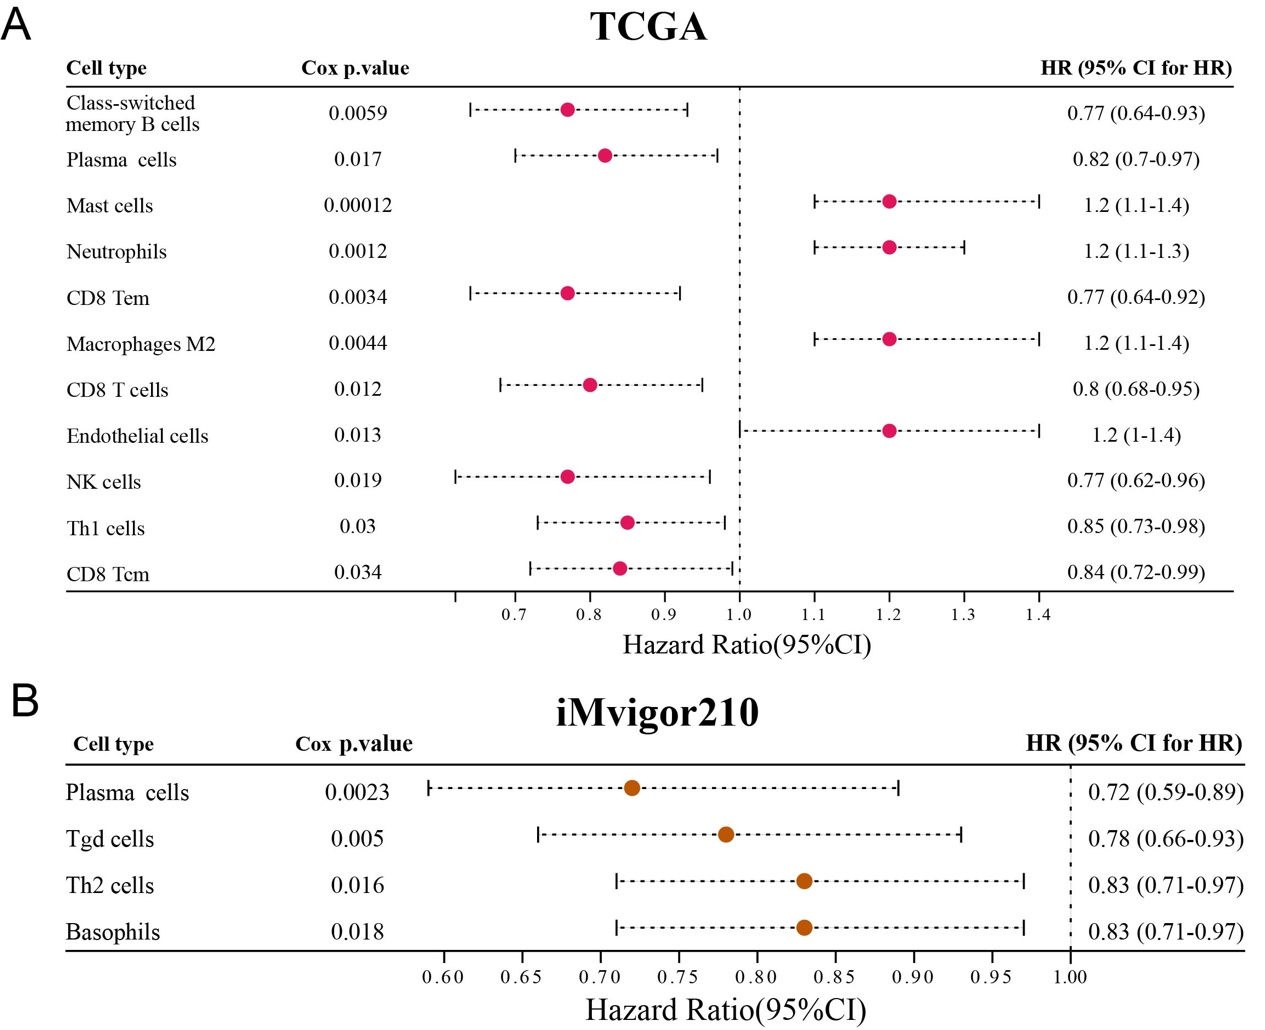 A
TCGA
Cell type Cox p.value HR (95% CI for HR)
Class-switched
memory B cells 0.0059 0.77 (0.64-0.93)
Plasma cells 0.017 0.82 (0.7-0.97)
Mast cells 0.00012 1.2 (1.1-1.4)
Neutrophils 0.0012 1.2 (1.1-1.3)
CD8 Tem 0.0034 0.77 (0.64-0.92)
Macrophages M2 0.0044 1.2 (1.1-1.4)
CD8 T cells 0.012 0.8 (0.68-0.95)
Endothelial cells 0.013 1.2 (1-1.4)
NK cells 0.019 0.77 (0.62-0.96)
Th1 cells 0.03 0.85 (0.73-0.98)
CD8 Tcm 0.034 0.84 (0.72-0.99)
0.7 0.8 0.9 1.0 1.1 1.2 1.3 1.4
Hazard Ratio(95%CI)
B
iMvigor210
Cell type Cox p.value HR (95% CI for HR)
Plasma cells 0.0023 0.72 (0.59-0.89)
Tgd cells 0.005 0.78 (0.66-0.93)
Th2 cells 0.016 0.83 (0.71-0.97)
Basophils 0.018 0.83 (0.71-0.97)
0.60 0.65 0.70 0.75 0.80 0.85 0.90 0.95 1.00
Hazard Ratio(95%CI)